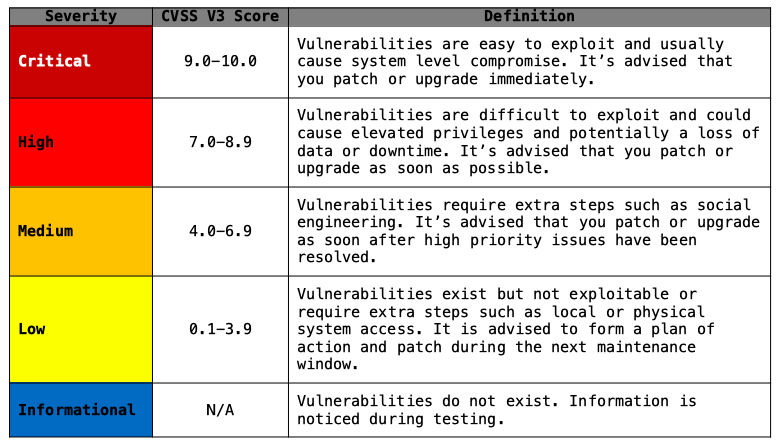 Severity CVSS V3 Score Definition
Critical 9.0-10.0 Vulnerabilities are easy to exploit and usually
cause system level compromise. It’s advised that
you patch or upgrade immediately.
High 7.0-8.9 Vulnerabilities are difficult to exploit and could
cause elevated privileges and potentially a loss of
data or downtime. It’s advised that you patch or
upgrade as soon as possible.
Medium 4.0-6.9 Vulnerabilities require extra steps such as social
engineering. It’s advised that you patch or upgrade
as soon after high priority issues have been
resolved.
Low 0.1-3.9 Vulnerabilities exist but not exploitable or
require extra steps such as local or physical
system access. It is advised to form a plan of
action and patch during the next maintenance
window.
Informational N/A Vulnerabilities do not exist. Information is
noticed during testing.